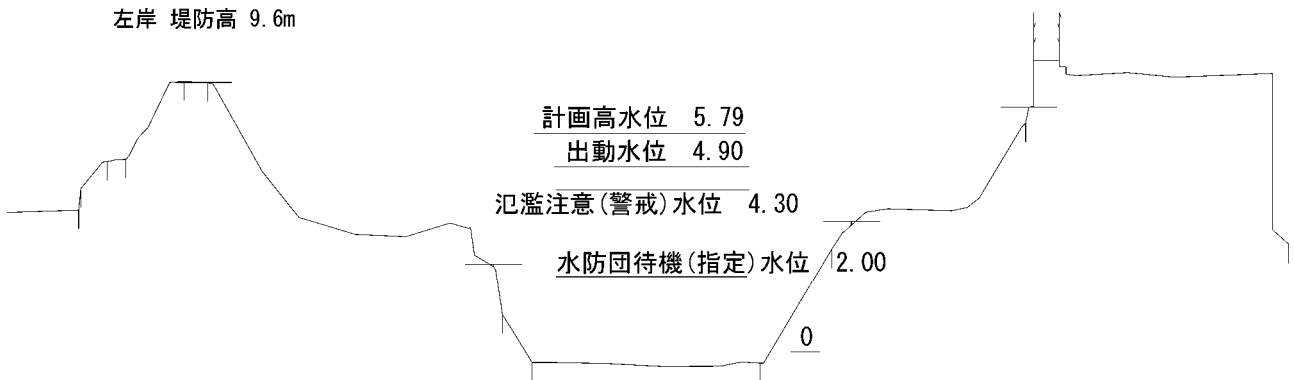 左岸 堤防高 9.6m
計画高水位 5.79
出動水位 4.90
氾濫注意(警戒)水位 4.30
水防団待機(指定)水位 2.00
0